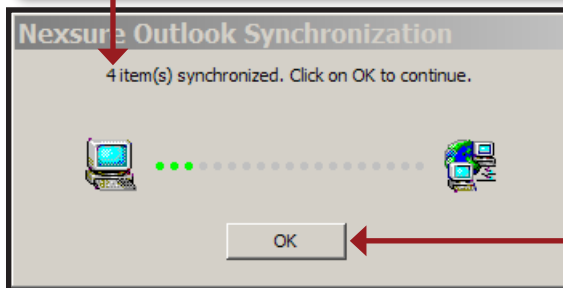 Nexsure Outlook Synchronization
4 item(s) synchronized. Click on OK to continue.
OK